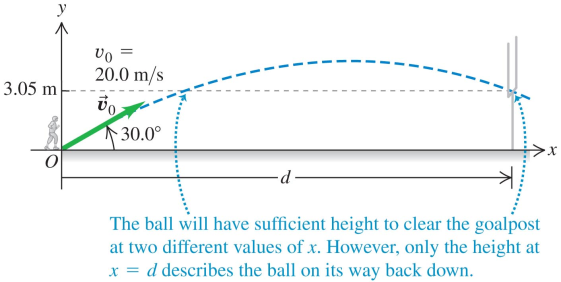 y
v₀ =
20.0 m/s
3.05 m
v⃗₀
30.0°
O
x
d
The ball will have sufficient height to clear the goalpost
at two different values of x. However, only the height at
x = d describes the ball on its way back down.